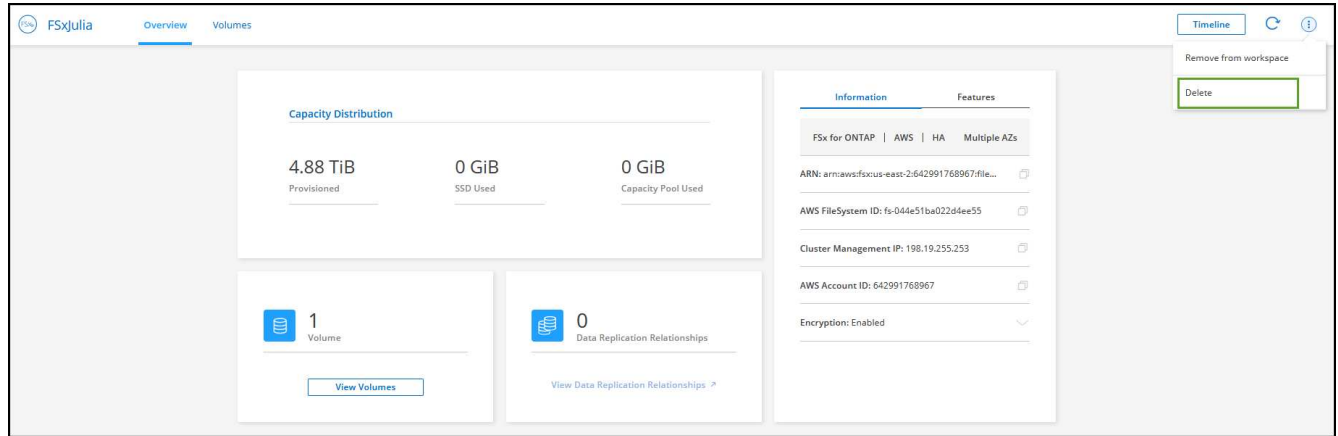 FSxJulia
Overview
Volumes
Timeline
Remove from workspace
Delete
Capacity Distribution
4.88 TiB
Provisioned
0 GiB
SSD Used
0 GiB
Capacity Pool Used
1
Volume
View Volumes
0
Data Replication Relationships
View Data Replication Relationships
Information
Features
FSx for ONTAP | AWS | HA Multiple AZs
ARN: arn:aws:fsx:us-east-2:642991768967:file...
AWS FileSystem ID: fs-044e51ba022d4ee55
Cluster Management IP: 198.19.255.253
AWS Account ID: 642991768967
Encryption: Enabled